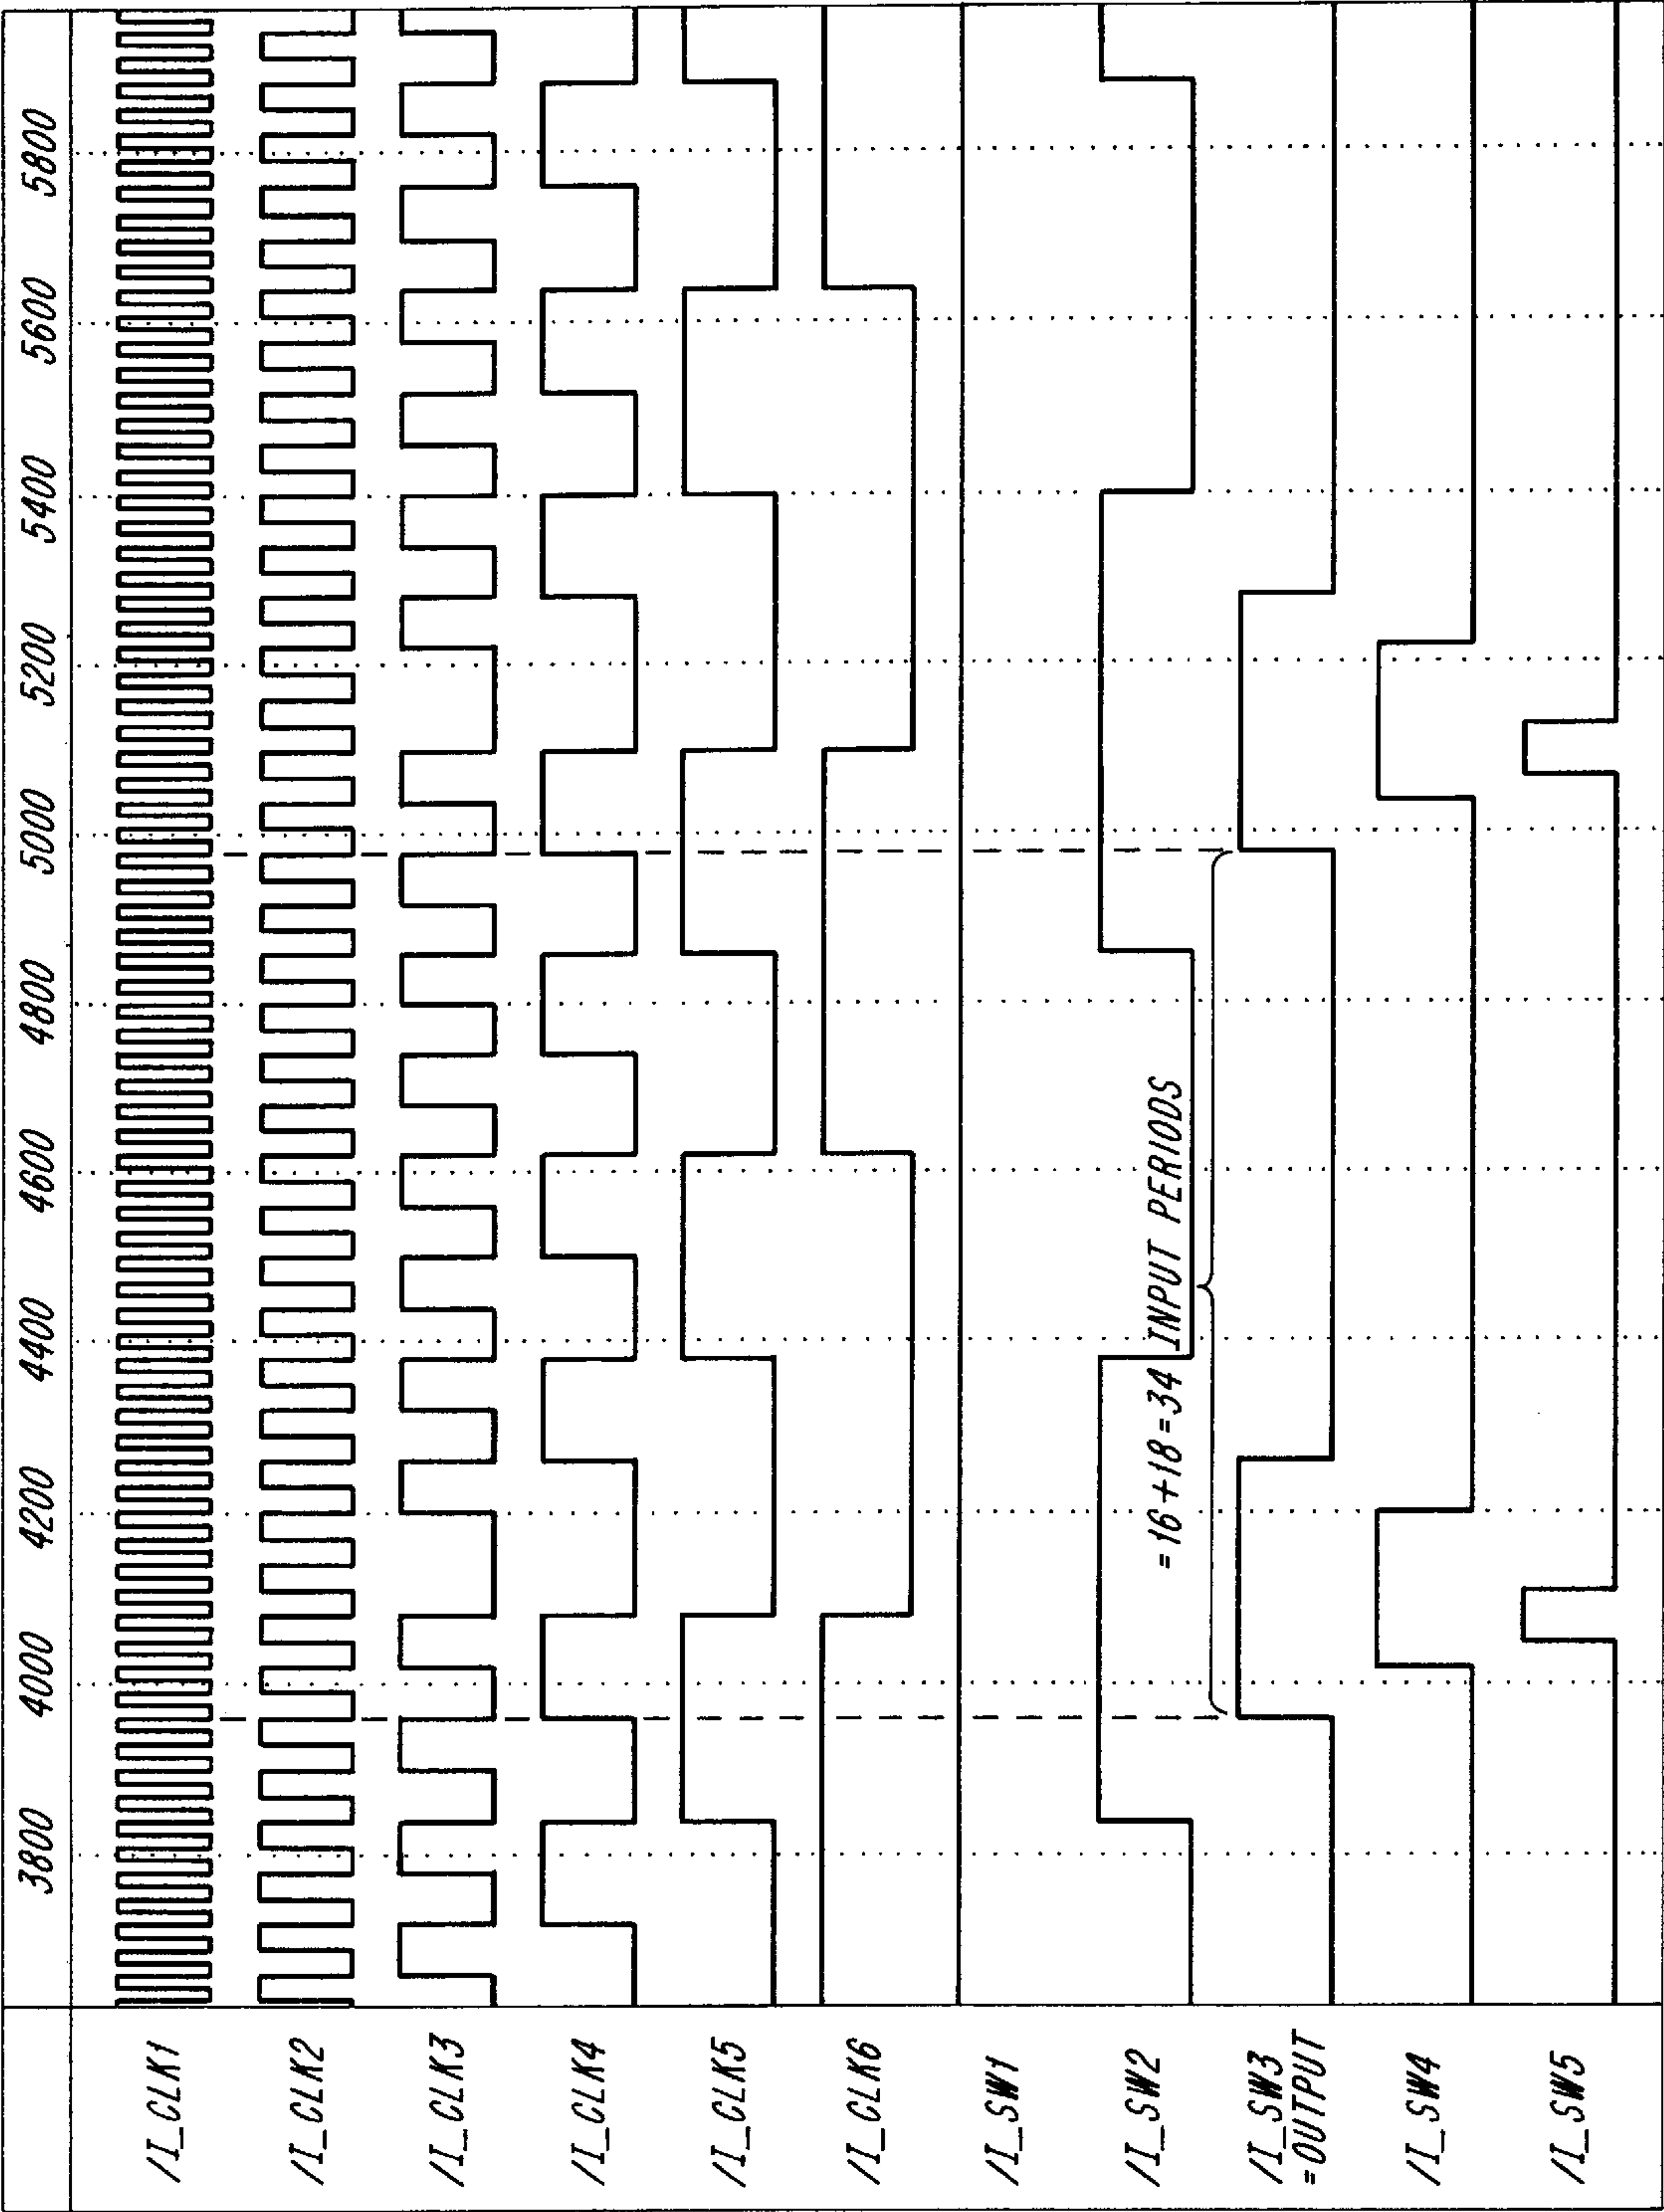 3800 4000 4200 4400 4600 4800 5000 5200 5400 5600 5800
/I_CLK1
/I_CLK2
/I_CLK3
/I_CLK4
/I_CLK5
/I_CLK6
/I_SW1
/I_SW2
=16+18=34 INPUT PERIODS
/I_SW3
=OUTPUT
/I_SW4
/I_SW5